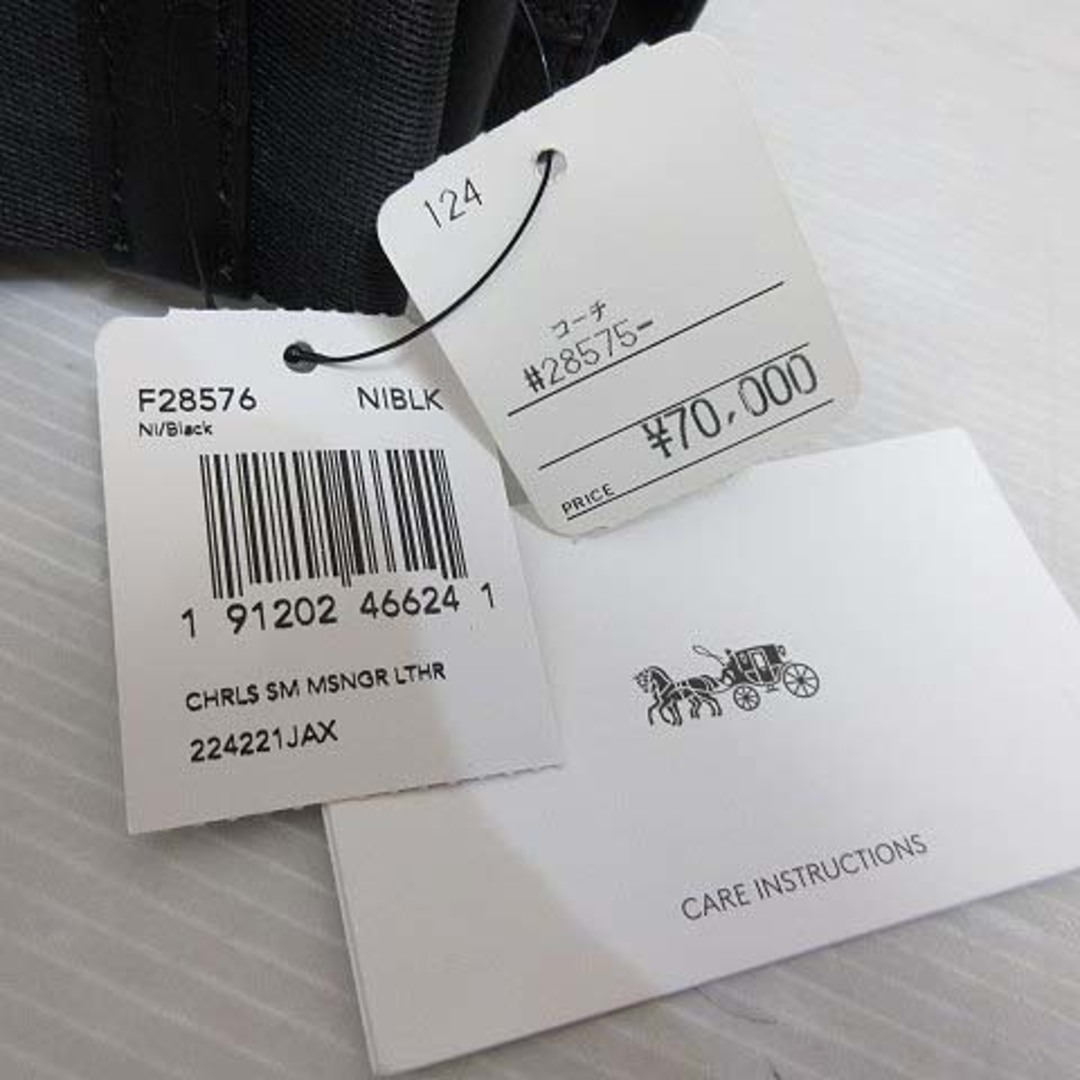 124
コーチ
#28575-
¥70,000
PRICE
F28576 NIBLK
NI/Black
1 91202 46624 1
CHRLS SM MSNGR LTHR
224221JAX
CARE INSTRUCTIONS